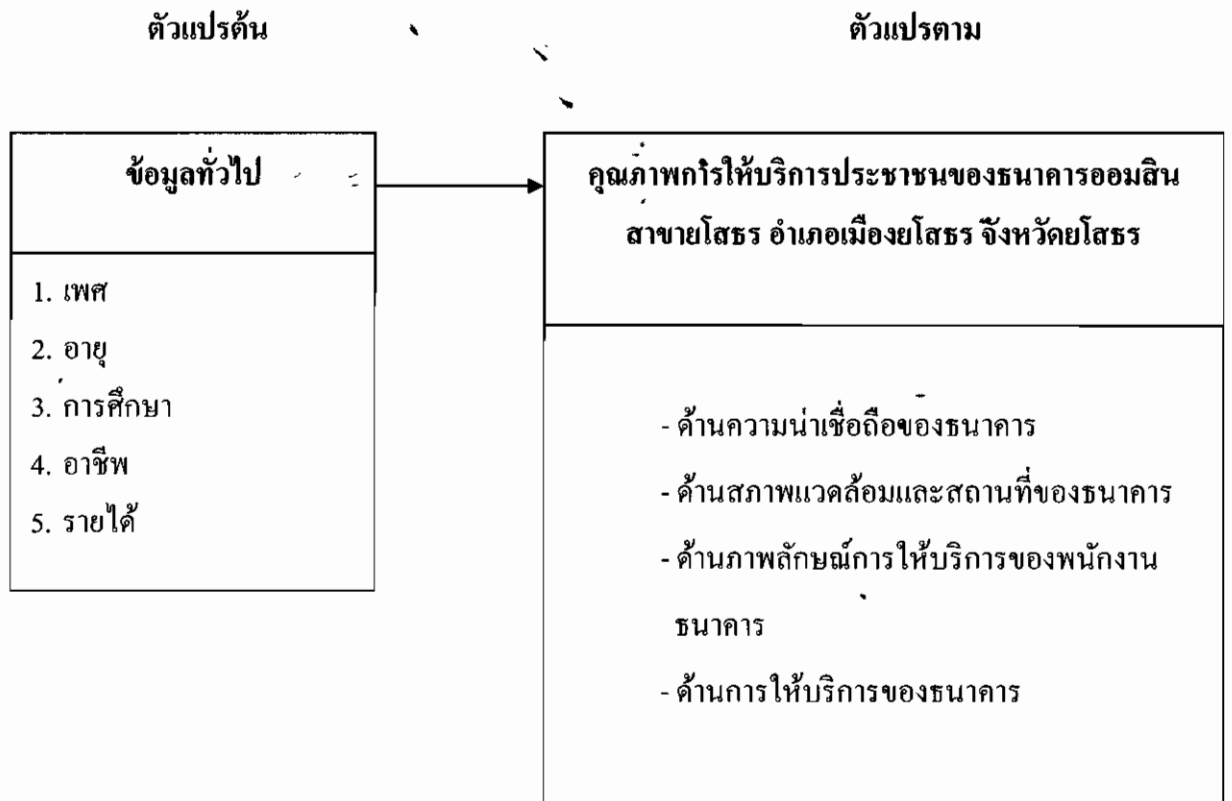 ตัวแปรต้น
ตัวแปรตาม
ข้อมูลทั่วไป
1. เพศ
2. อายุ
3. การศึกษา
4. อาชีพ
5. รายได้
คุณภาพการให้บริการประชาชนของธนาคารออมสิน
สาขายโสธร อำเภอเมืองยโสธร จังหวัดยโสธร
- ด้านความน่าเชื่อถือของธนาคาร
- ด้านสภาพแวดล้อมและสถานที่ของธนาคาร
- ด้านภาพลักษณ์การให้บริการของพนักงาน
ธนาคาร
- ด้านการให้บริการของธนาคาร